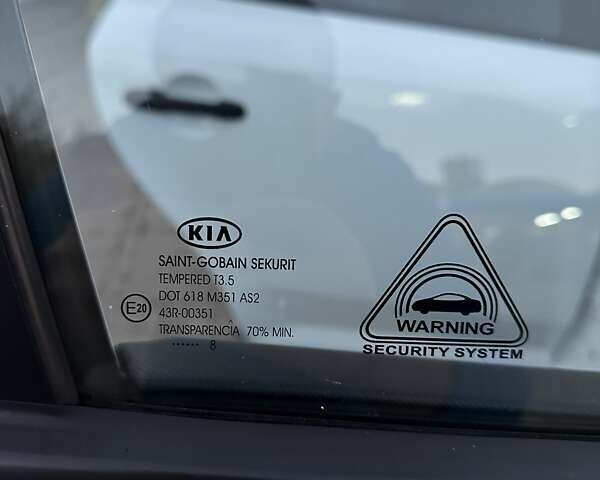 KIA
SAINT-GOBAIN SEKURIT
TEMPERED T3.5
DOT 618 M351 AS2
E20
43R-00351
TRANSPARENCIA 70% MIN.
...... 8
WARNING
SECURITY SYSTEM